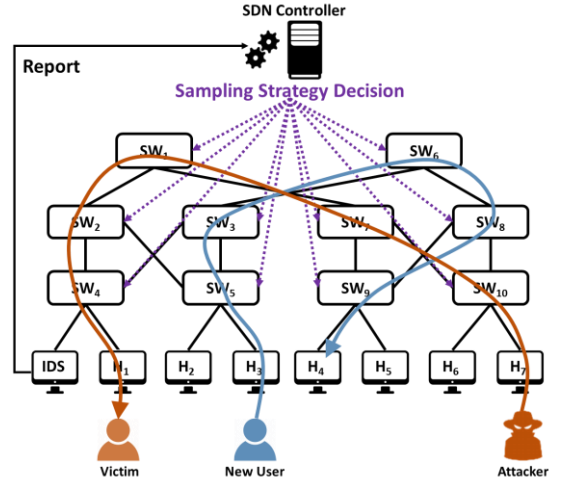 SDN Controller
Report
Sampling Strategy Decision
SW₁
SW₆
SW₂
SW₃
SW₇
SW₈
SW₄
SW₅
SW₉
SW₁₀
IDS
H₁
H₂
H₃
H₄
H₅
H₆
H₇
Victim
New User
Attacker